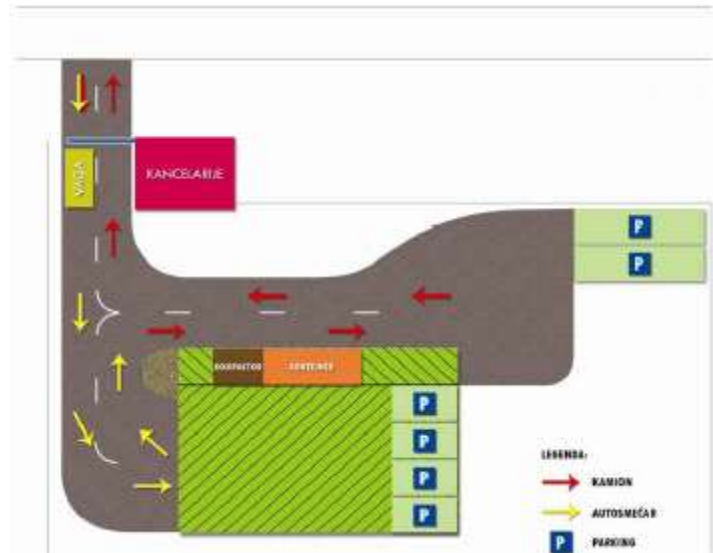 VAGA
KANCELARIJE
P
P
KOMPAKTOR
KONTEJNER
P
P
P
P
LEGENDA:
KAMION
AUTOSMEĆAR
P PARKING